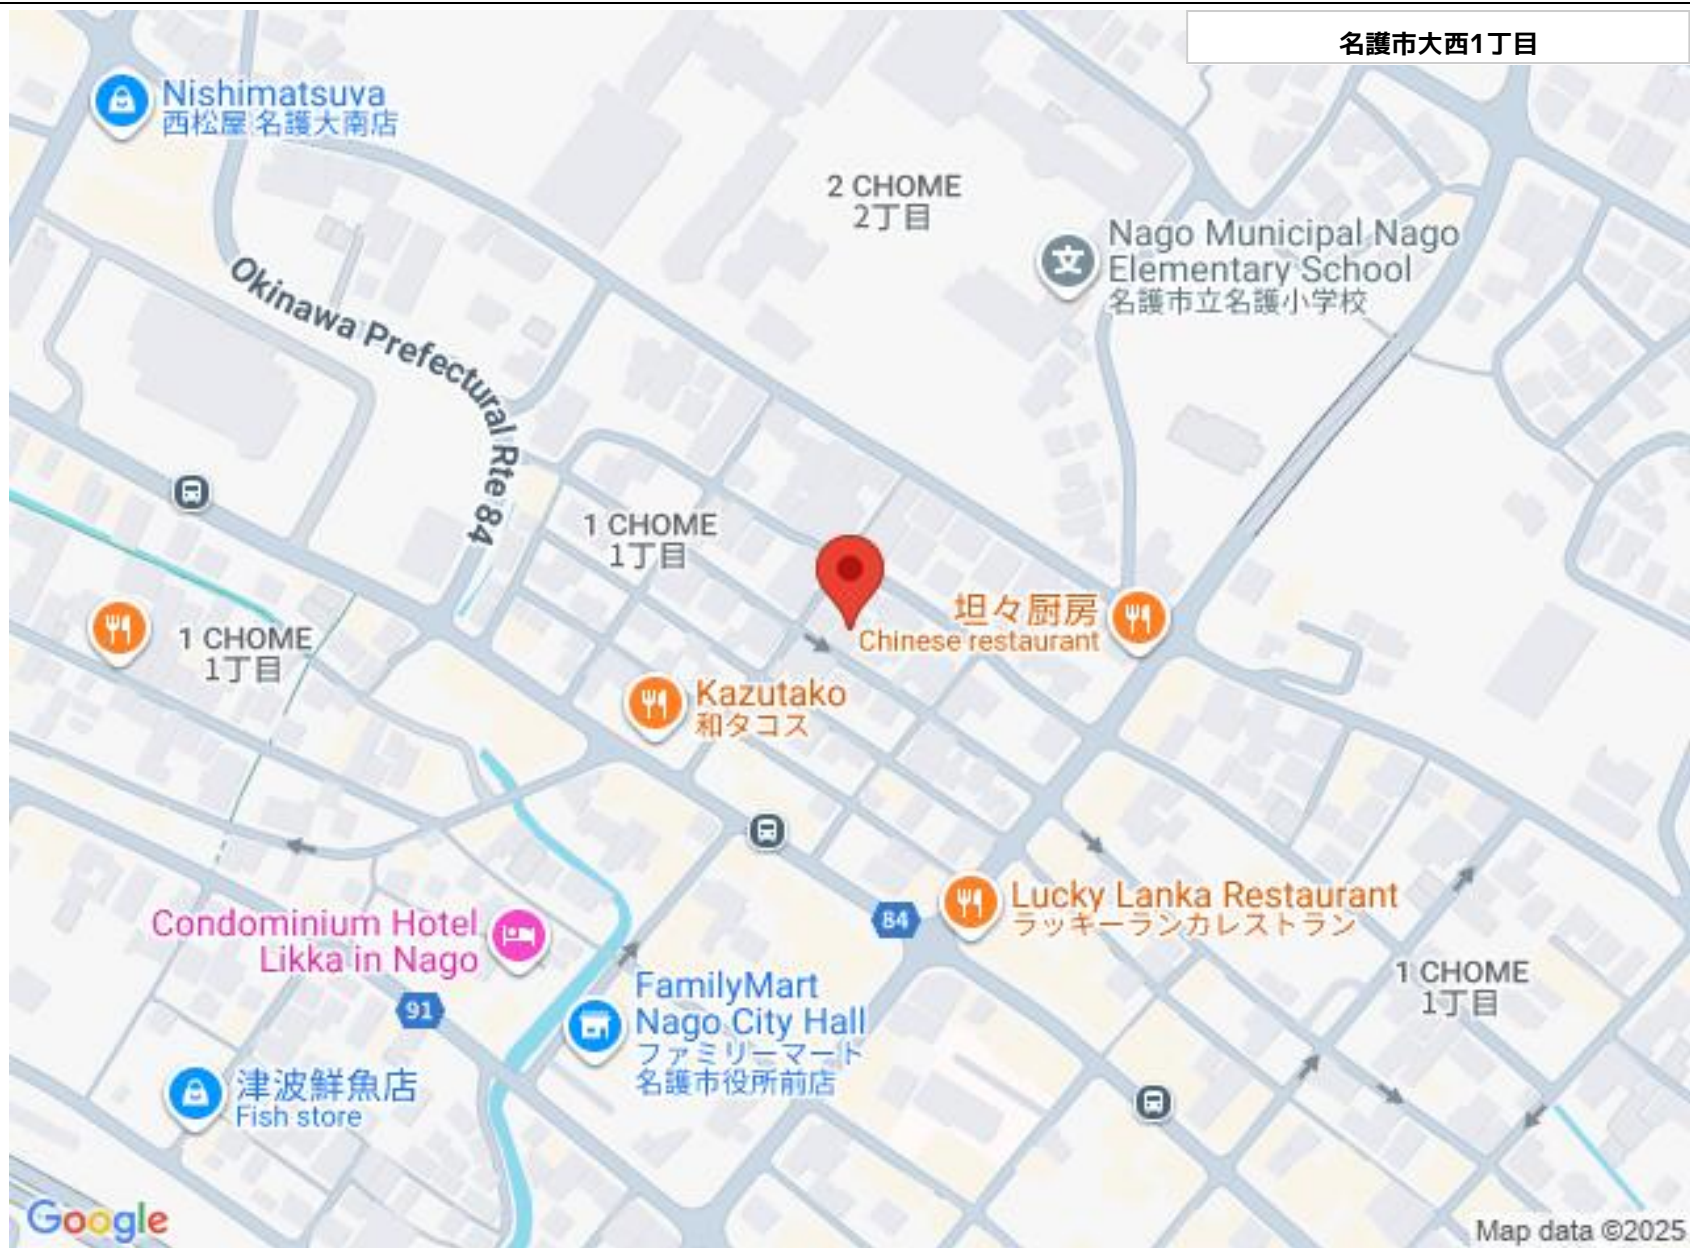 名護市大西1丁目
Nishimatsuya
西松屋 名護大南店
2 CHOME
2丁目
Nago Municipal Nago
Elementary School
名護市立名護小学校
Okinawa Prefectural Rte 84
1 CHOME
1丁目
坦々厨房
Chinese restaurant
1 CHOME
1丁目
Kazutako
和タコス
84
Lucky Lanka Restaurant
ラッキーランカレストラン
Condominium Hotel
Likka in Nago
1 CHOME
1丁目
FamilyMart
Nago City Hall
ファミリーマート
名護市役所前店
91
津波鮮魚店
Fish store
Google
Map data ©2025